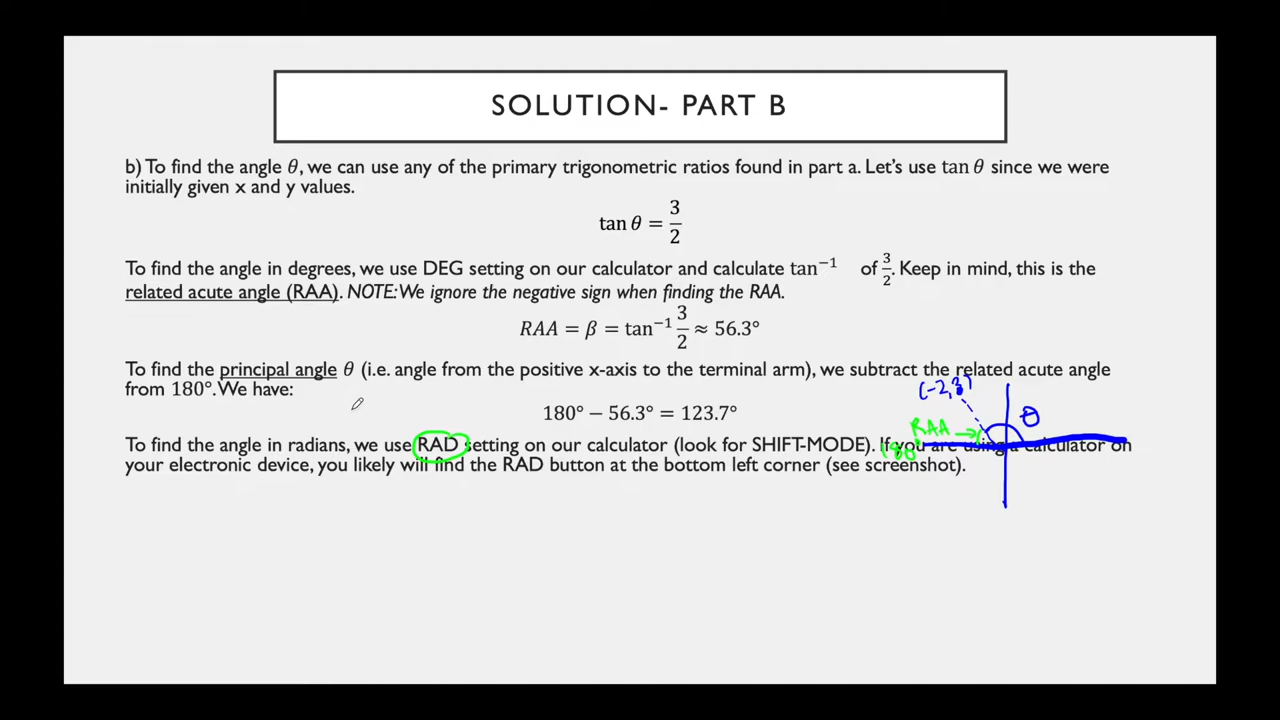 SOLUTION- PART B
b) To find the angle θ, we can use any of the primary trigonometric ratios found in part a. Let's use tan θ since we were
initially given x and y values.
tan θ = 3/2
To find the angle in degrees, we use DEG setting on our calculator and calculate tan⁻¹ of 3/2. Keep in mind, this is the
related acute angle (RAA). NOTE: We ignore the negative sign when finding the RAA.
RAA = β = tan⁻¹ 3/2 ≈ 56.3°
To find the principal angle θ (i.e. angle from the positive x-axis to the terminal arm), we subtract the related acute angle
from 180°. We have:
(-2,3)
180° − 56.3° = 123.7°
θ
RAA
To find the angle in radians, we use RAD setting on our calculator (look for SHIFT-MODE). If you are using a calculator on
180°
your electronic device, you likely will find the RAD button at the bottom left corner (see screenshot).